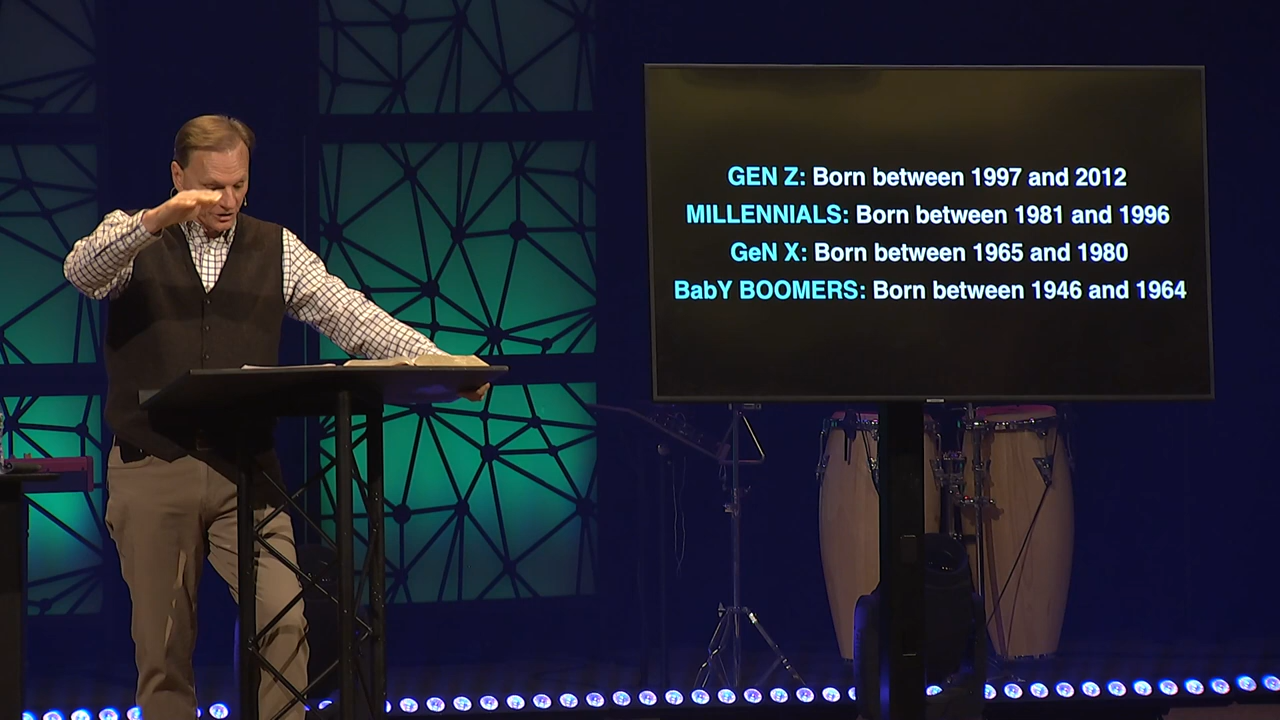 GEN Z: Born between 1997 and 2012
MILLENNIALS: Born between 1981 and 1996
GeN X: Born between 1965 and 1980
BabY BOOMERS: Born between 1946 and 1964